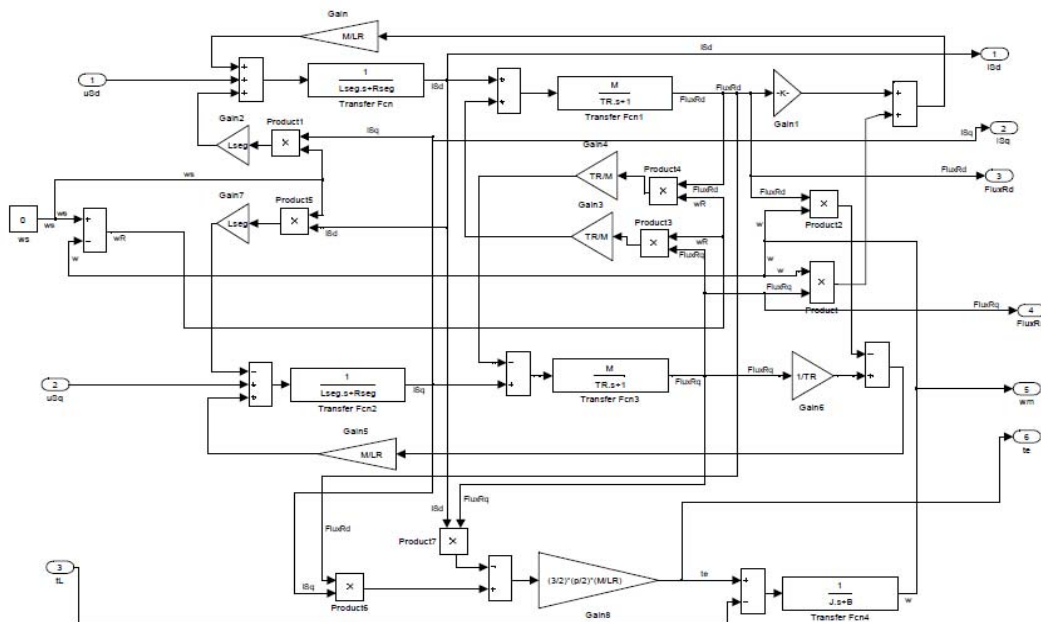 Gain
M/LR
1
uSd
1
Lseg.s+Rseg
Transfer Fcn
ISd
ISd
1
iSd
M
TR.s+1
Transfer Fcn1
FluxRd
FluxRd
-K-
Gain1
Gain2
Lseg
Product1
ISq
ISq
2
iSq
Gain4
TR/M
Product4
FluxRd
wR
FluxRd
3
FluxRd
ws
Gain7
Lseg
Product5
ISd
Gain3
TR/M
Product3
wR
FluxRq
FluxRd
w
Product2
0
ws
ws
ws
w
wR
w
Product
FluxRq
FluxRq
4
2
uSq
1
Lseg.s+Rseg
Transfer Fcn2
ISq
M
TR.s+1
Transfer Fcn3
FluxRq
FluxRq
1/TR
Gain6
5
wm
Gain5
M/LR
6
te
FluxRd
ISd
FluxRq
Product7
3
tL
ISq
Product6
(3/2)*(p/2)*(M/LR)
Gain8
te
1
J.s+B
Transfer Fcn4
w